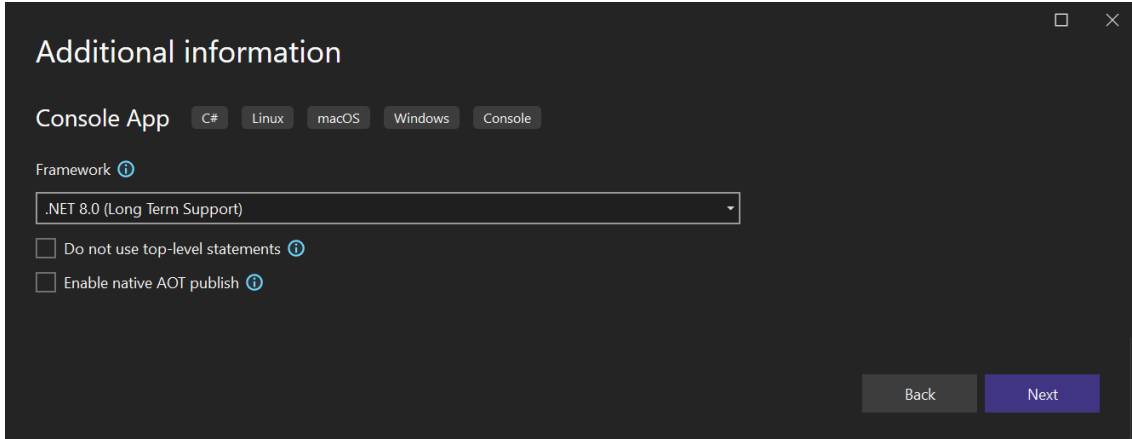 Additional information
Console App C# Linux macOS Windows Console
Framework
.NET 8.0 (Long Term Support)
Do not use top-level statements
Enable native AOT publish
Back Next